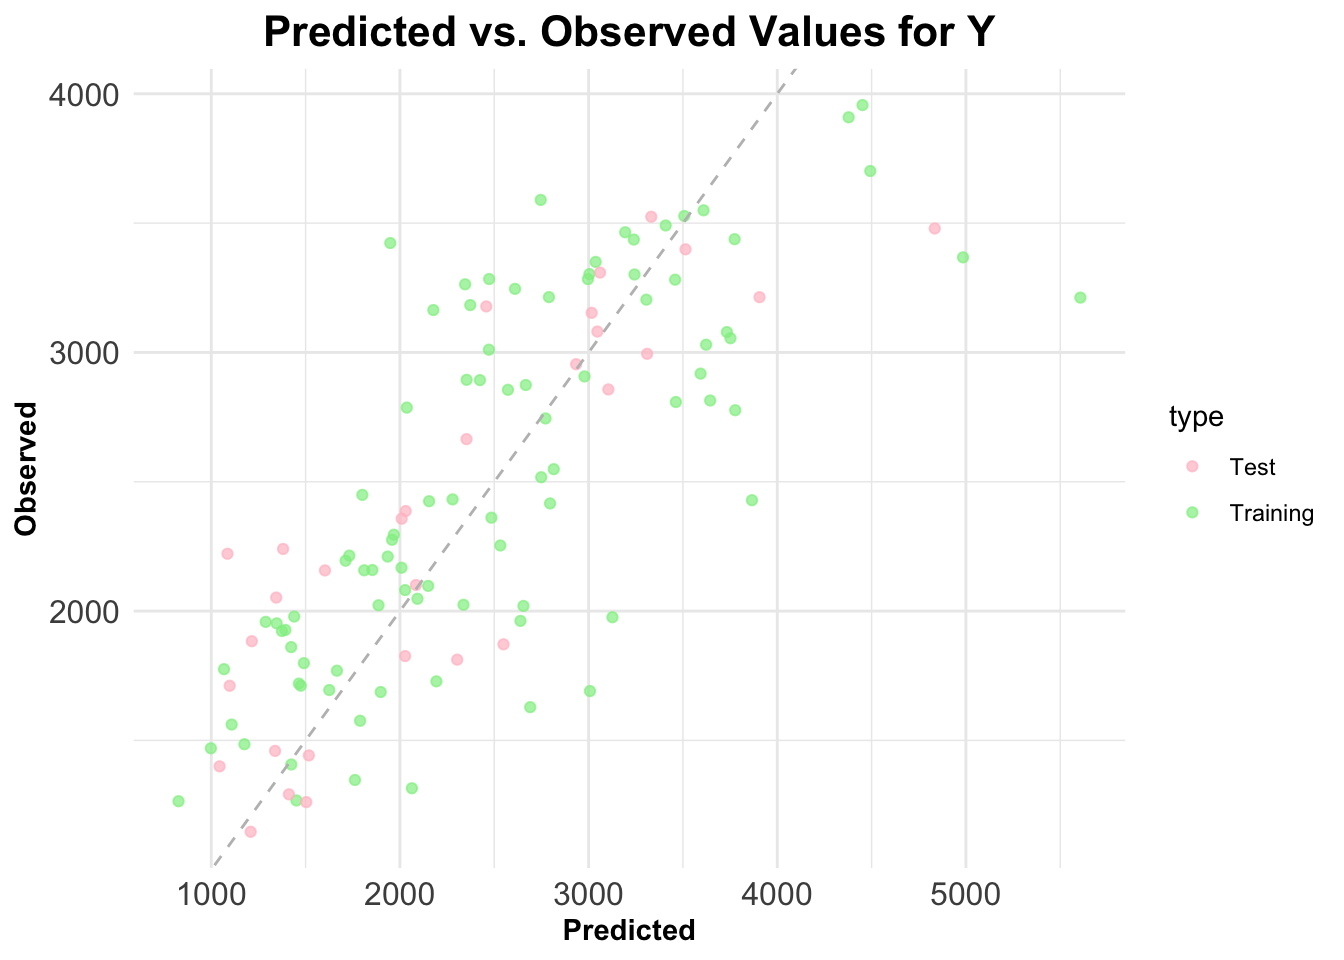 Predicted vs. Observed Values for Y
4000
3000
2000
Observed
1000
2000
3000
4000
5000
Predicted
type
Test
Training